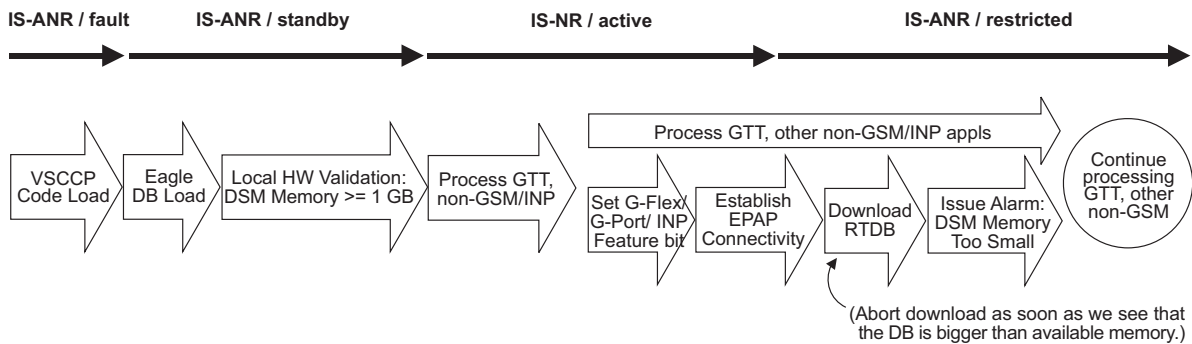 IS-ANR / fault
IS-ANR / standby
IS-NR / active
IS-ANR / restricted
VSCCP
Code Load
Eagle
DB Load
Local HW Validation:
DSM Memory >= 1 GB
Process GTT,
non-GSM/INP
Process GTT, other non-GSM/INP appls
Set G-Flex/
G-Port/ INP
Feature bit
Establish
EPAP
Connectivity
Download
RTDB
Issue Alarm:
DSM Memory
Too Small
Continue
processing
GTT, other
non-GSM
(Abort download as soon as we see that
the DB is bigger than available memory.)